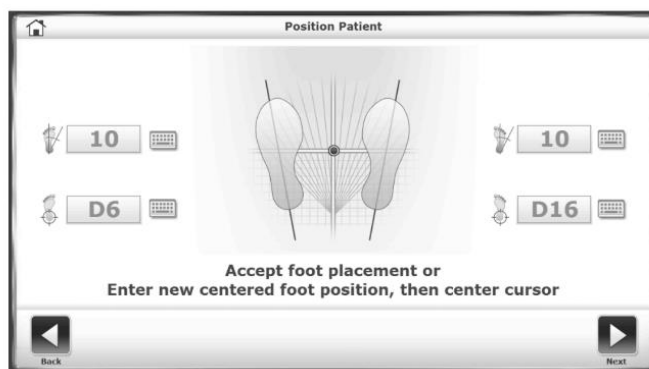 Position Patient
10
10
D6
D16
Accept foot placement or
Enter new centered foot position, then center cursor
Back
Next